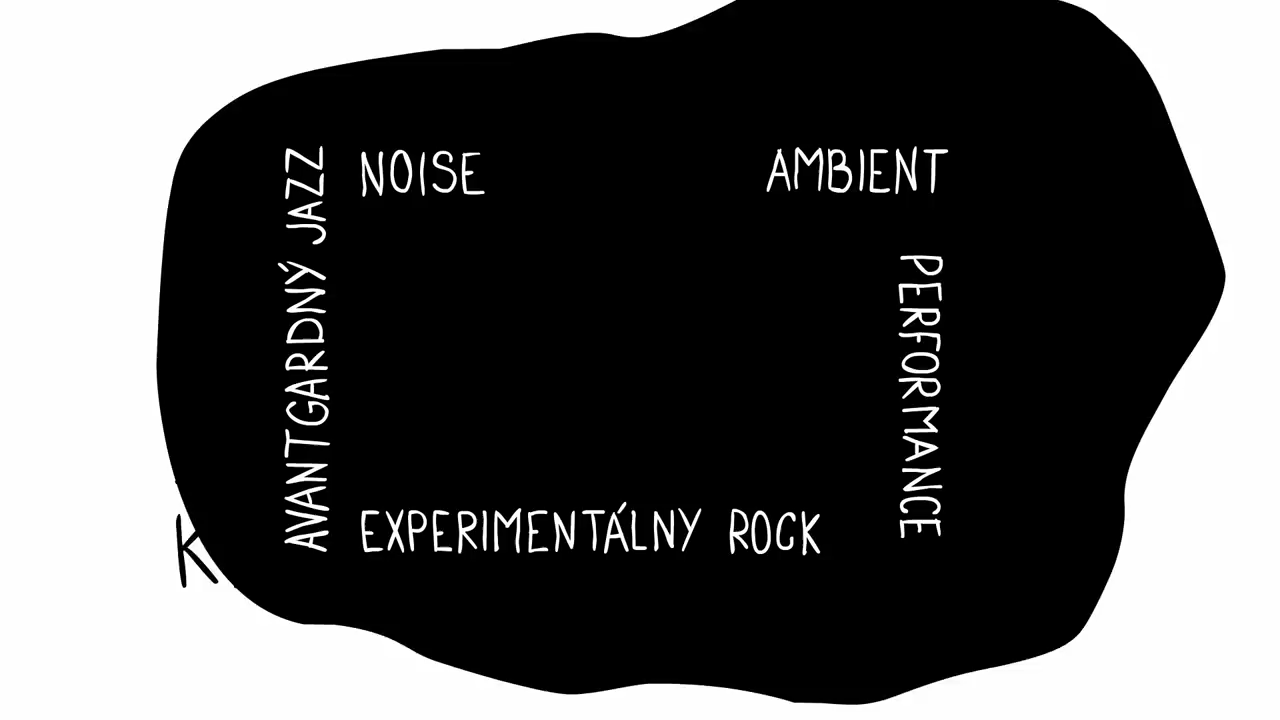 AVANTGARDNÝ JAZZ
NOISE
AMBIENT
PERFORMANCE
EXPERIMENTÁLNY ROCK
K